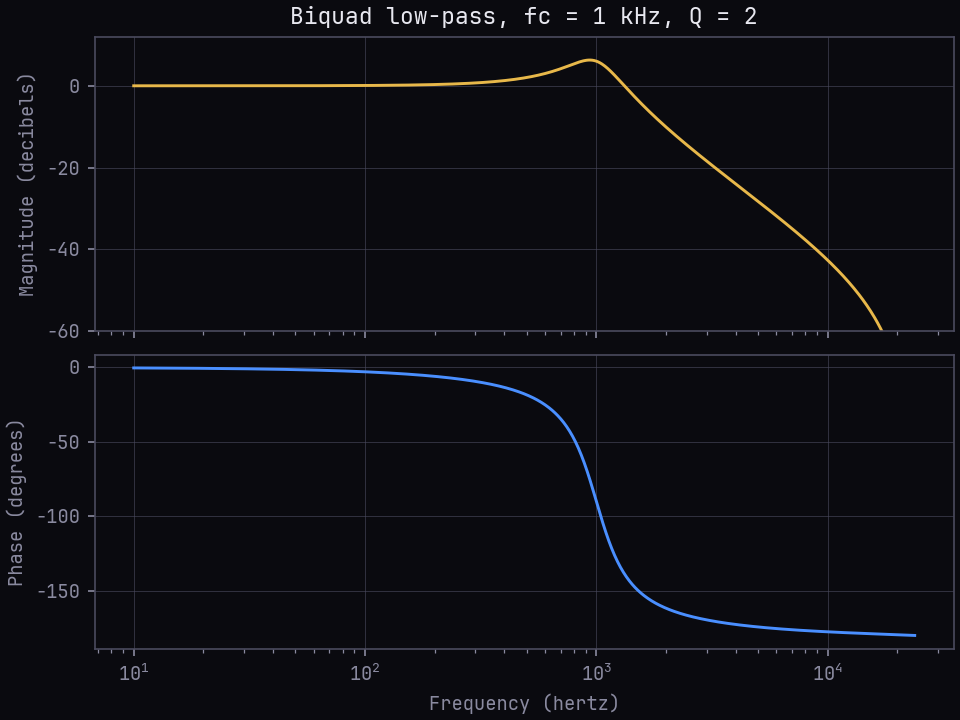 Biquad low-pass, fc = 1 kHz, Q = 2
Magnitude (decibels)
0
-20
-40
-60
Phase (degrees)
0
-50
-100
-150
10¹ 10² 10³ 10⁴
Frequency (hertz)